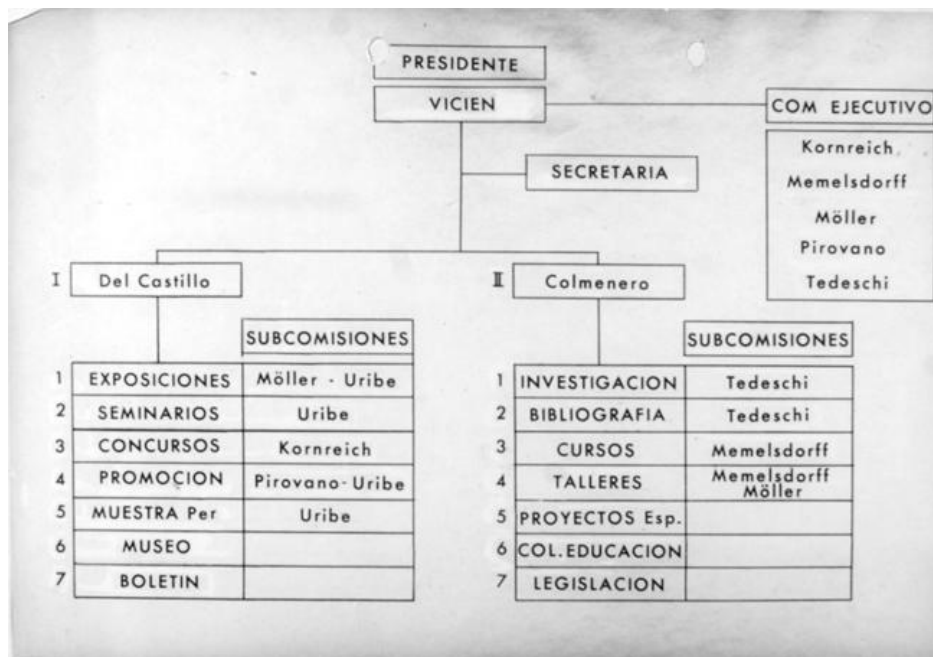 PRESIDENTE
VICIEN
COM EJECUTIVO
Kornreich
Memelsdorff
Möller
Pirovano
Tedeschi
SECRETARIA
I Del Castillo
SUBCOMISIONES
1 EXPOSICIONES Möller - Uribe
2 SEMINARIOS Uribe
3 CONCURSOS Kornreich
4 PROMOCION Pirovano-Uribe
5 MUESTRA Per Uribe
6 MUSEO
7 BOLETIN
II Colmenero
SUBCOMISIONES
1 INVESTIGACION Tedeschi
2 BIBLIOGRAFIA Tedeschi
3 CURSOS Memelsdorff
4 TALLERES Memelsdorff
Möller
5 PROYECTOS Esp.
6 COL.EDUCACION
7 LEGISLACION